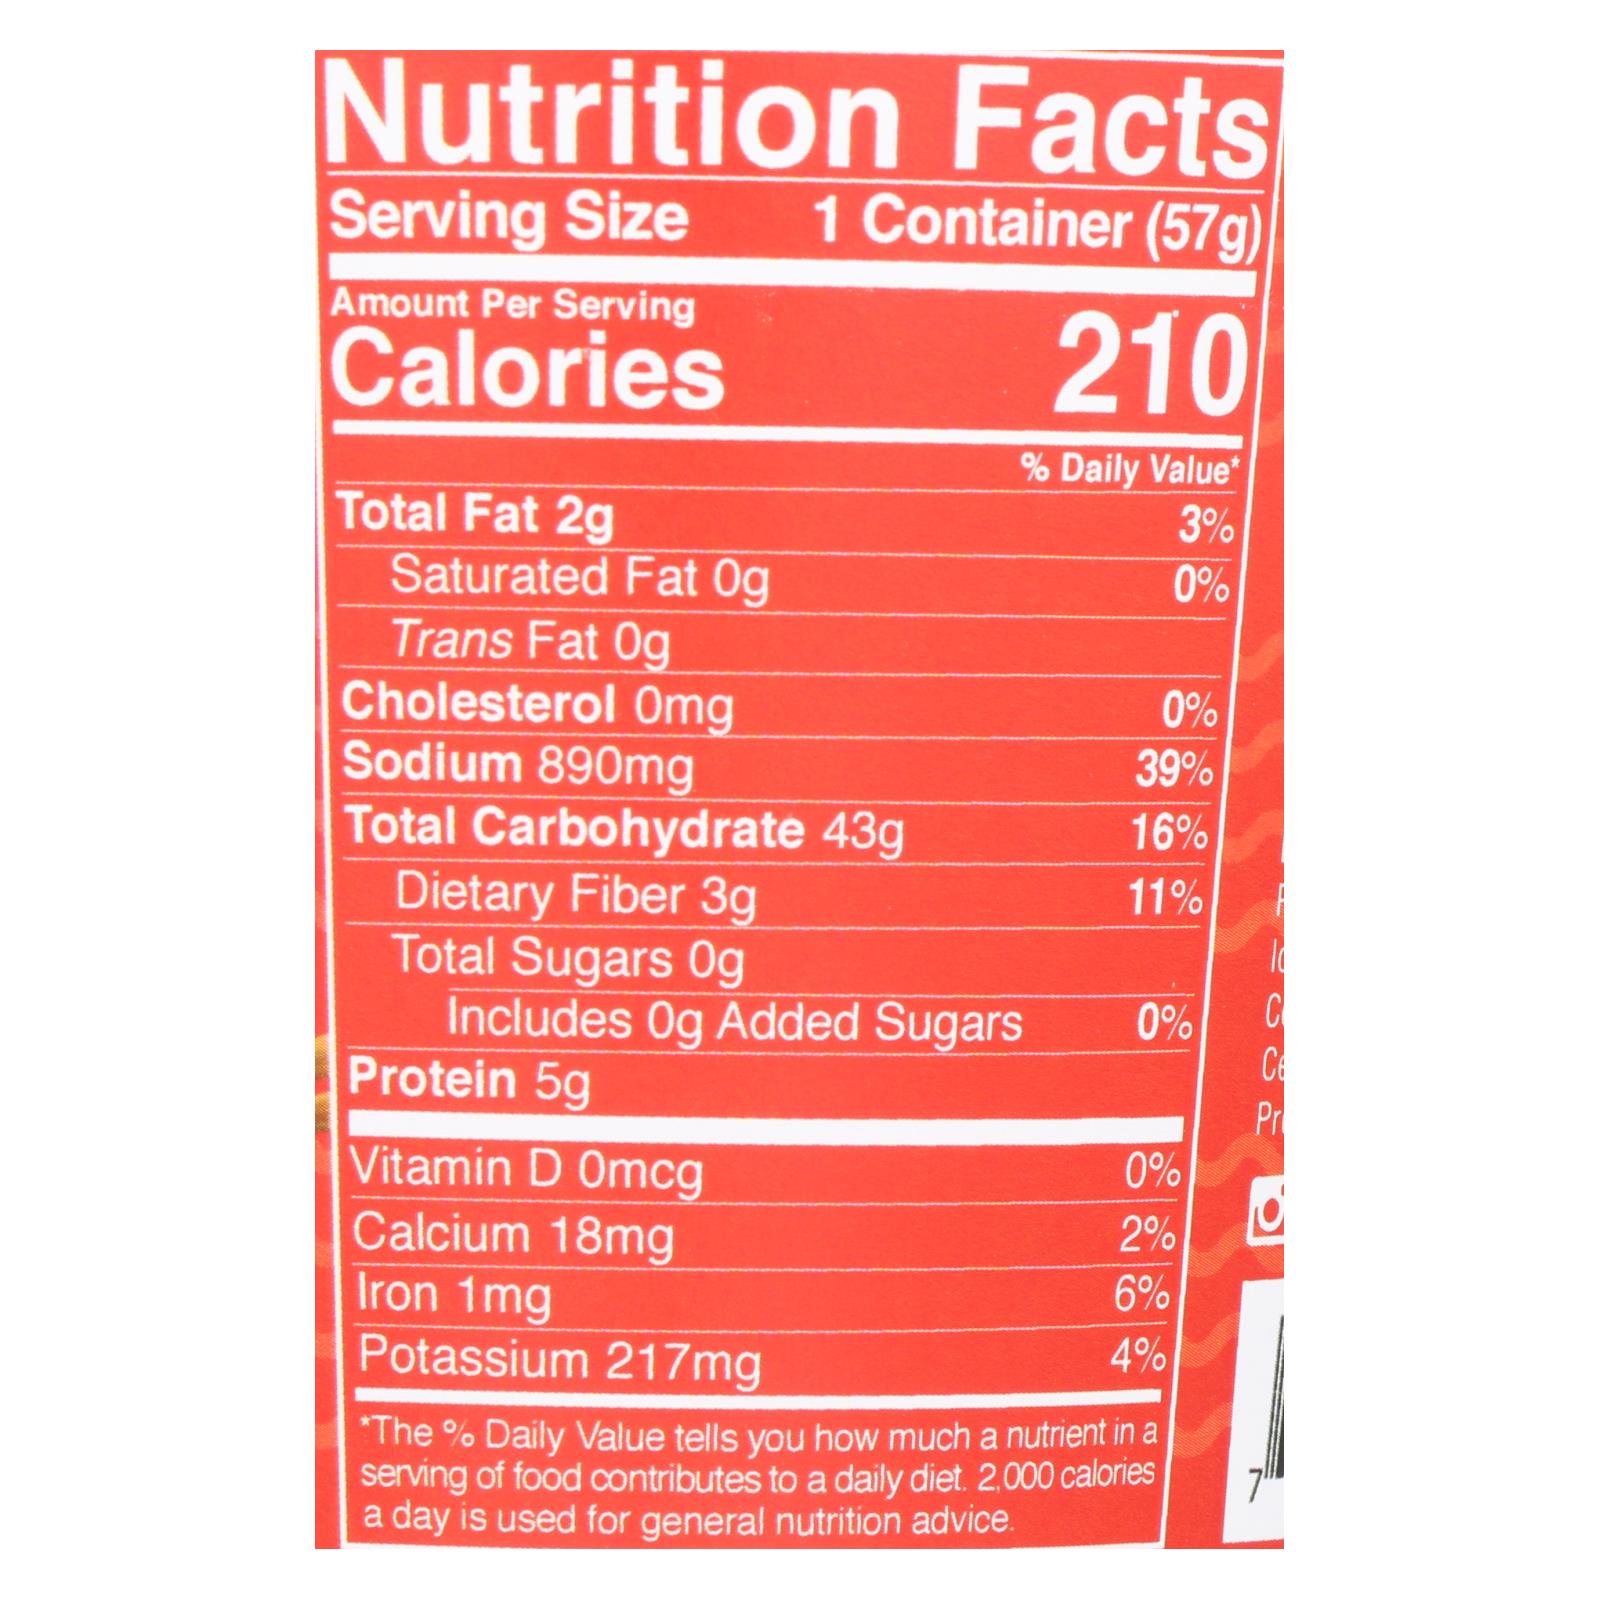 Nutrition Facts
Serving Size 1 Container (57g)
Amount Per Serving
Calories 210
% Daily Value*
Total Fat 2g 3%
Saturated Fat 0g 0%
Trans Fat 0g
Cholesterol 0mg 0%
Sodium 890mg 39%
Total Carbohydrate 43g 16%
Dietary Fiber 3g 11%
Total Sugars 0g
Includes 0g Added Sugars 0%
Protein 5g
Vitamin D 0mcg 0%
Calcium 18mg 2%
Iron 1mg 6%
Potassium 217mg 4%
*The % Daily Value tells you how much a nutrient in a
serving of food contributes to a daily diet. 2,000 calories
a day is used for general nutrition advice.
7